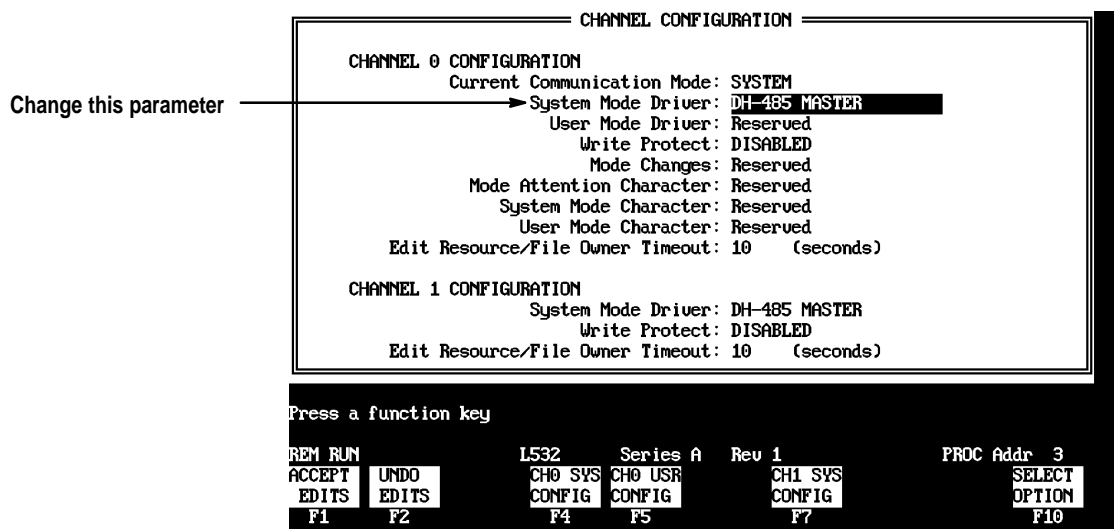 CHANNEL CONFIGURATION
CHANNEL 0 CONFIGURATION
Current Communication Mode: SYSTEM
Change this parameter
System Mode Driver: DH-485 MASTER
User Mode Driver: Reserved
Write Protect: DISABLED
Mode Changes: Reserved
Mode Attention Character: Reserved
System Mode Character: Reserved
User Mode Character: Reserved
Edit Resource/File Owner Timeout: 10 (seconds)
CHANNEL 1 CONFIGURATION
System Mode Driver: DH-485 MASTER
Write Protect: DISABLED
Edit Resource/File Owner Timeout: 10 (seconds)
Press a function key
REM RUN L532 Series A Rev 1 PROC Addr 3
ACCEPT UNDO CH0 SYS CH0 USR CH1 SYS SELECT
EDITS EDITS CONFIG CONFIG CONFIG OPTION
F1 F2 F4 F5 F7 F10